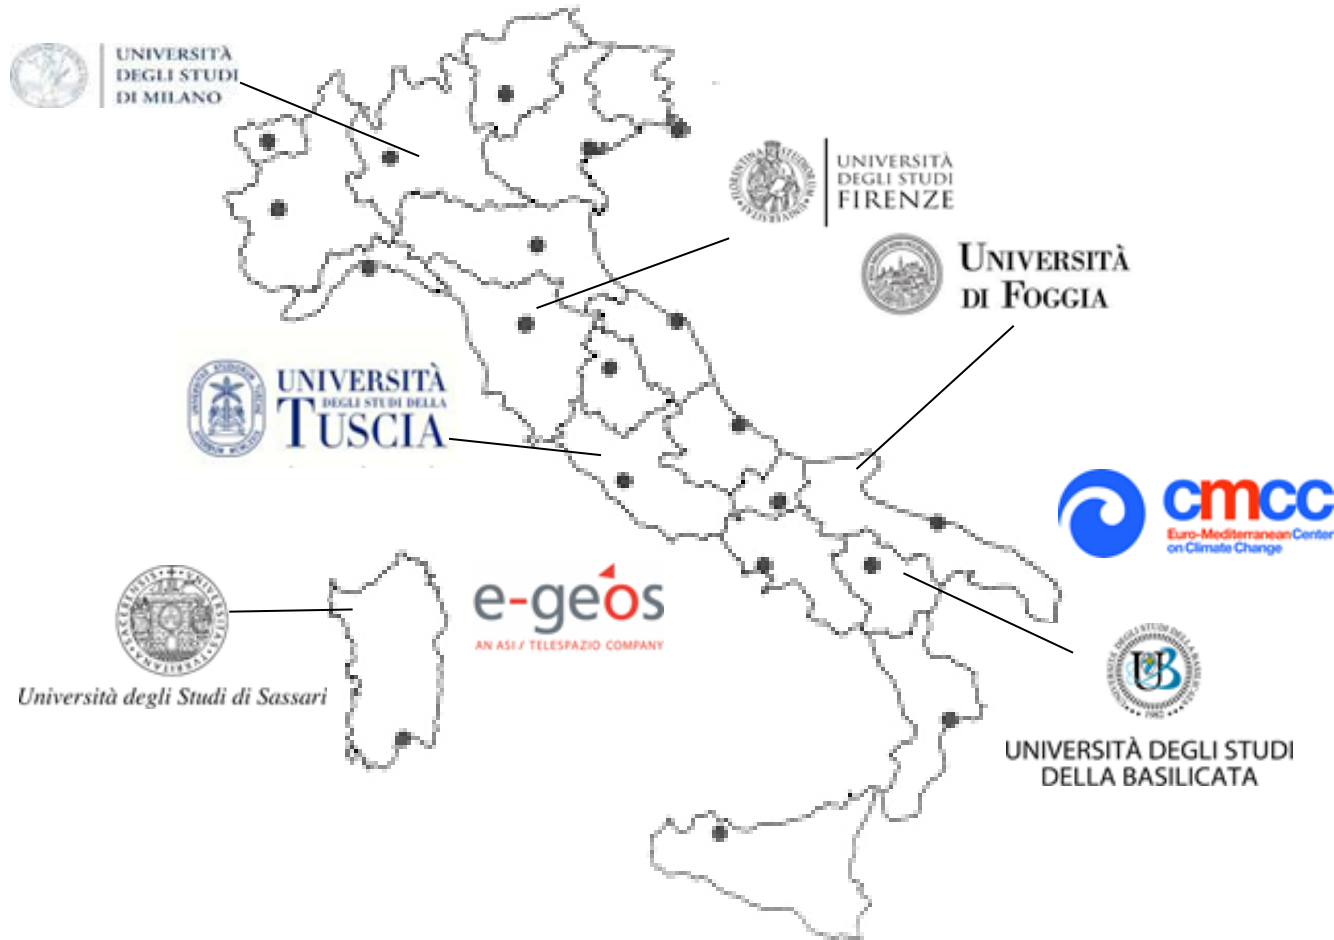 UNIVERSITÀ
DEGLI STUDI
DI MILANO
UNIVERSITÀ
DEGLI STUDI
FIRENZE
UNIVERSITÀ
DI FOGGIA
UNIVERSITÀ
DEGLI STUDI DELLA
TUSCIA
cmcc
Euro-Mediterranean Center
on Climate Change
e-geos
AN ASI / TELESPAZIO COMPANY
Università degli Studi di Sassari
UB
1982
UNIVERSITÀ DEGLI STUDI
DELLA BASILICATA